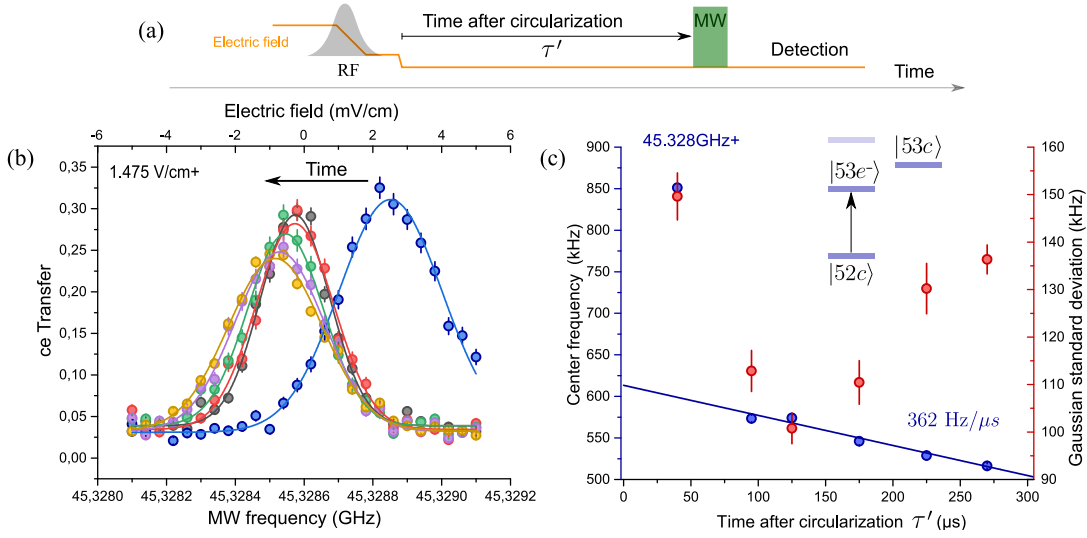 (a)
Electric field
RF
Time after circularization
τ′
MW
Detection
Time
Electric field (mV/cm)
-6 -4 -2 0 2 4 6
(b)
1.475 V/cm+
Time
ce Transfer
0,35
0,30
0,25
0,20
0,15
0,10
0,05
0,00
45,3280 45,3282 45,3284 45,3286 45,3288 45,3290 45,3292
MW frequency (GHz)
(c)
45.328GHz+
|53c⟩
|53e⁻⟩
|52c⟩
362 Hz/μs
Center frequency (kHz)
900
850
800
750
700
650
600
550
500
Gaussian standard deviation (kHz)
160
150
140
130
120
110
100
90
0 50 100 150 200 250 300
Time after circularization τ′ (μs)